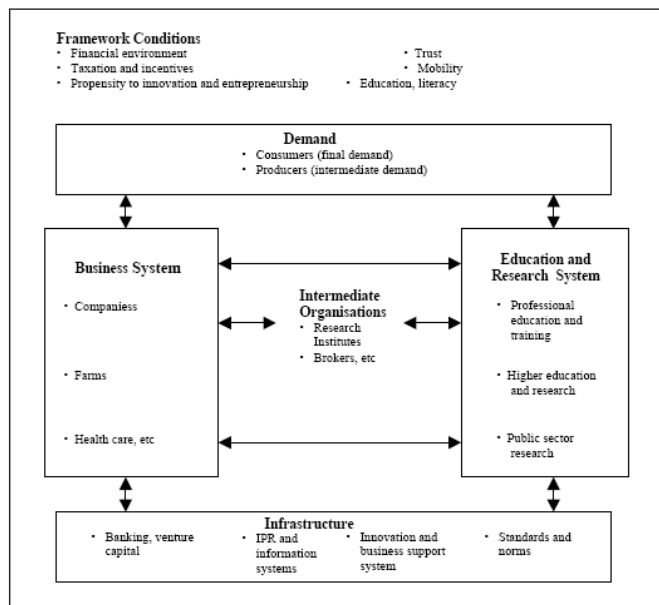 Framework Conditions
• Financial environment
• Trust
• Taxation and incentives
• Mobility
• Propensity to innovation and entrepreneurship
• Education, literacy
Demand
• Consumers (final demand)
• Producers (intermediate demand)
Business System
• Companiess
• Farms
• Health care, etc
Intermediate
Organisations
• Research
Institutes
• Brokers, etc
Education and
Research System
• Professional
education and
training
• Higher education
and research
• Public sector
research
Infrastructure
• Banking, venture
capital
• IPR and
information
systems
• Innovation and
business support
system
• Standards and
norms